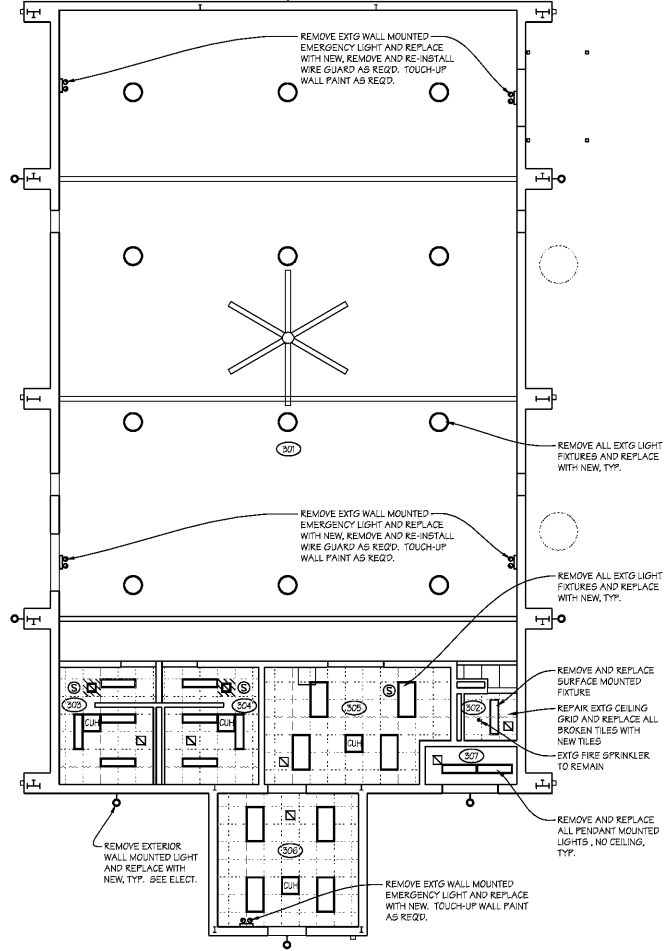 REMOVE EXTG WALL MOUNTED
EMERGENCY LIGHT AND REPLACE
WITH NEW, REMOVE AND RE-INSTALL
WIRE GUARD AS REQ'D. TOUCH-UP
WALL PAINT AS REQ'D.
301
REMOVE ALL EXTG LIGHT
FIXTURES AND REPLACE
WITH NEW, TYP.
REMOVE EXTG WALL MOUNTED
EMERGENCY LIGHT AND REPLACE
WITH NEW, REMOVE AND RE-INSTALL
WIRE GUARD AS REQ'D. TOUCH-UP
WALL PAINT AS REQ'D.
REMOVE ALL EXTG LIGHT
FIXTURES AND REPLACE
WITH NEW, TYP.
S
S
S
303
304
305
302
CUH
CUH
CUH
307
REMOVE AND REPLACE
SURFACE MOUNTED
FIXTURE
REPAIR EXTG CEILING
GRID AND REPLACE ALL
BROKEN TILES WITH
NEW TILES
EXTG FIRE SPRINKLER
TO REMAIN
REMOVE AND REPLACE
ALL PENDANT MOUNTED
LIGHTS , NO CEILING,
TYP.
REMOVE EXTERIOR
WALL MOUNTED LIGHT
AND REPLACE WITH
NEW, TYP. SEE ELECT.
306
CUH
REMOVE EXTG WALL MOUNTED
EMERGENCY LIGHT AND REPLACE
WITH NEW. TOUCH-UP WALL PAINT
AS REQ'D.